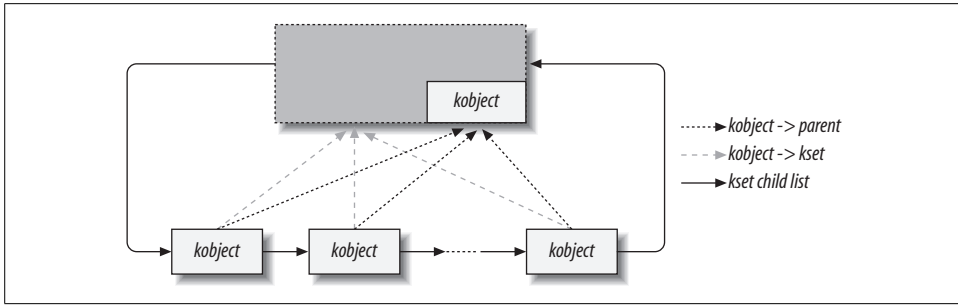 kobject
kobject -> parent
kobject -> kset
kset child list
kobject
kobject
kobject